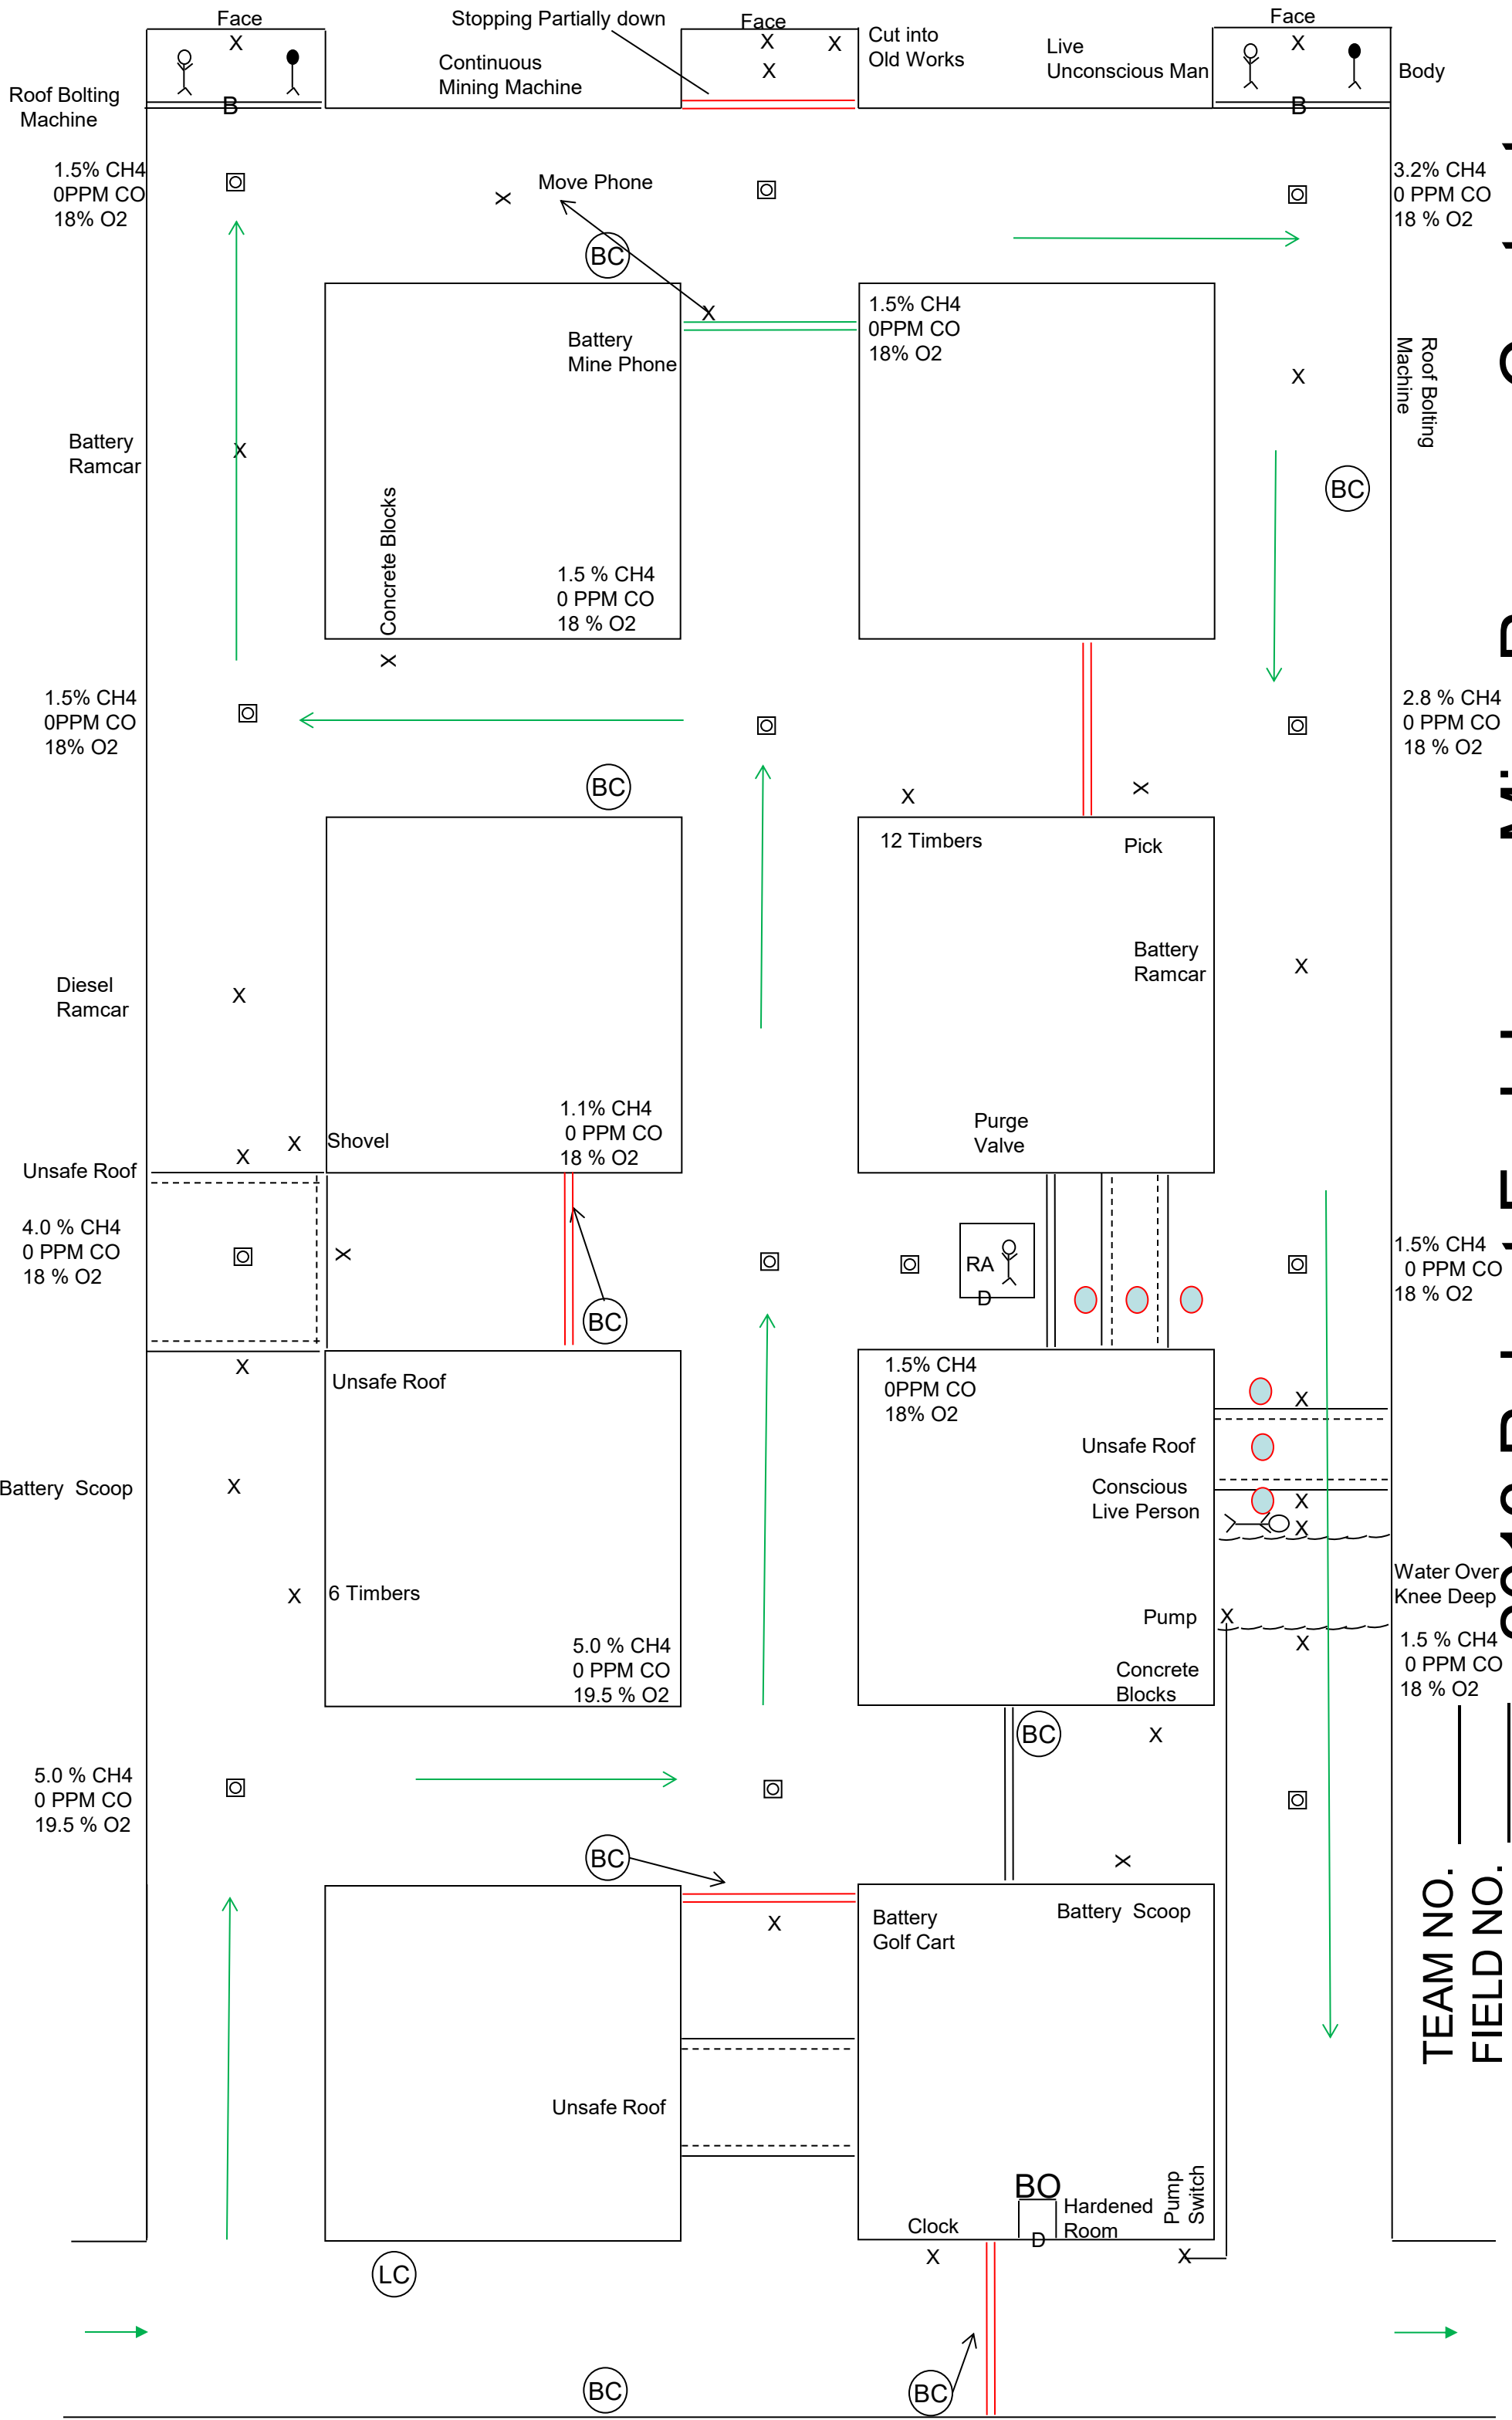 Face
Stopping Partially down
Face
Cut into
Old Works
Face
X
X
X
X
X
Continuous
Mining Machine
Live
Unconscious Man
Body
Roof Bolting
Machine
B
B
1.5% CH4
0PPM CO
18% O2
X
Move Phone
3.2% CH4
0 PPM CO
18 % O2
BC
X
1.5% CH4
0PPM CO
18% O2
Battery
Mine Phone
Roof Bolting
Machine
X
Battery
Ramcar
X
BC
Concrete Blocks
X
1.5 % CH4
0 PPM CO
18 % O2
1.5% CH4
0PPM CO
18% O2
2.8 % CH4
0 PPM CO
18 % O2
BC
X
X
12 Timbers
Pick
Diesel
Ramcar
X
Battery
Ramcar
X
1.1% CH4
0 PPM CO
18 % O2
Purge
Valve
X
X
Shovel
Unsafe Roof
4.0 % CH4
0 PPM CO
18 % O2
X
RA
D
1.5% CH4
0 PPM CO
18 % O2
BC
X
Unsafe Roof
1.5% CH4
0PPM CO
18% O2
X
Unsafe Roof
Battery Scoop
X
Conscious
Live Person
X
X
X
6 Timbers
Water Over
Knee Deep
Pump
X
X
5.0 % CH4
0 PPM CO
19.5 % O2
Concrete
Blocks
1.5 % CH4
0 PPM CO
18 % O2
BC
X
5.0 % CH4
0 PPM CO
19.5 % O2
BC
X
X
Battery
Golf Cart
Battery Scoop
TEAM NO.
FIELD NO.
Unsafe Roof
BO
Hardened
Room
D
Pump
Switch
Clock
X
X
LC
BC
BC